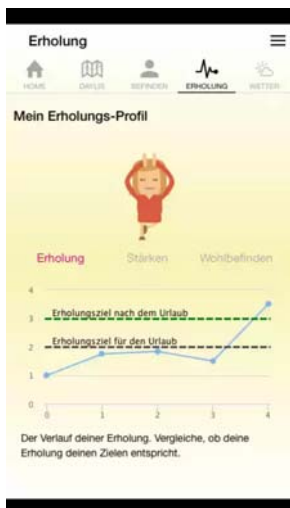 Erholung
HOME DAYLIS BEFINDEN ERHOLUNG WETTER
Mein Erholungs-Profil
Erholung Stärken Wohlbefinden
4
Erholungsziel nach dem Urlaub
3
Erholungsziel für den Urlaub
2
1
0
0 1 2 3 4
Der Verlauf deiner Erholung. Vergleiche, ob deine
Erholung deinen Zielen entspricht.